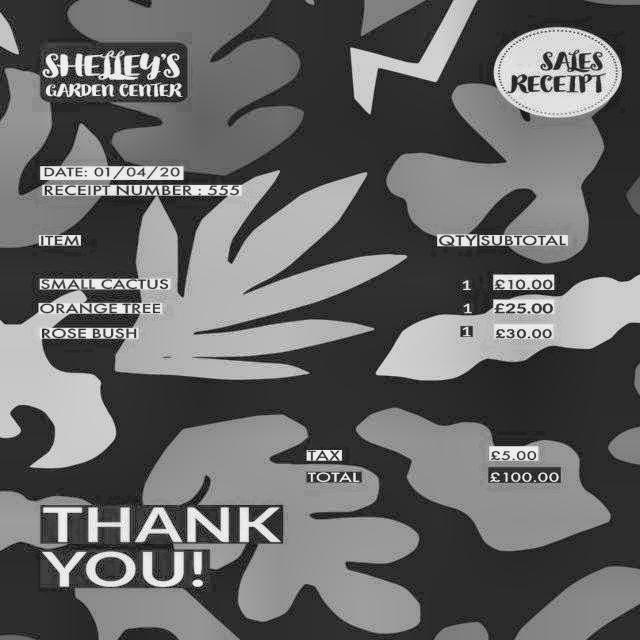 SHELLEY'S
GARDEN CENTER
SALES
RECEIPT
DATE: 01/04/20
RECEIPT NUMBER : 555
ITEM QTY SUBTOTAL
SMALL CACTUS 1 £10.00
ORANGE TREE 1 £25.00
ROSE BUSH 1 £30.00
TAX £5.00
TOTAL £100.00
THANK
YOU!